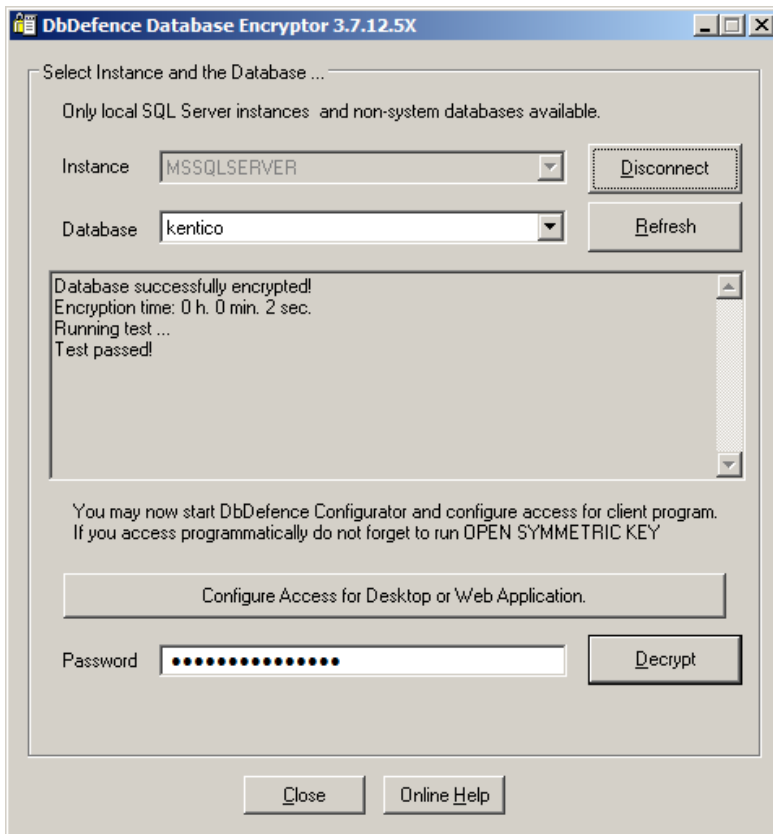 DbDefence Database Encryptor 3.7.12.5X
Select Instance and the Database ...
Only local SQL Server instances and non-system databases available.
Instance MSSQLSERVER Disconnect
Database kentico Refresh
Database successfully encrypted!
Encryption time: 0 h. 0 min. 2 sec.
Running test ...
Test passed!
You may now start DbDefence Configurator and configure access for client program.
If you access programmatically do not forget to run OPEN SYMMETRIC KEY
Configure Access for Desktop or Web Application.
Password ●●●●●●●●●●●●●●● Decrypt
Close Online Help